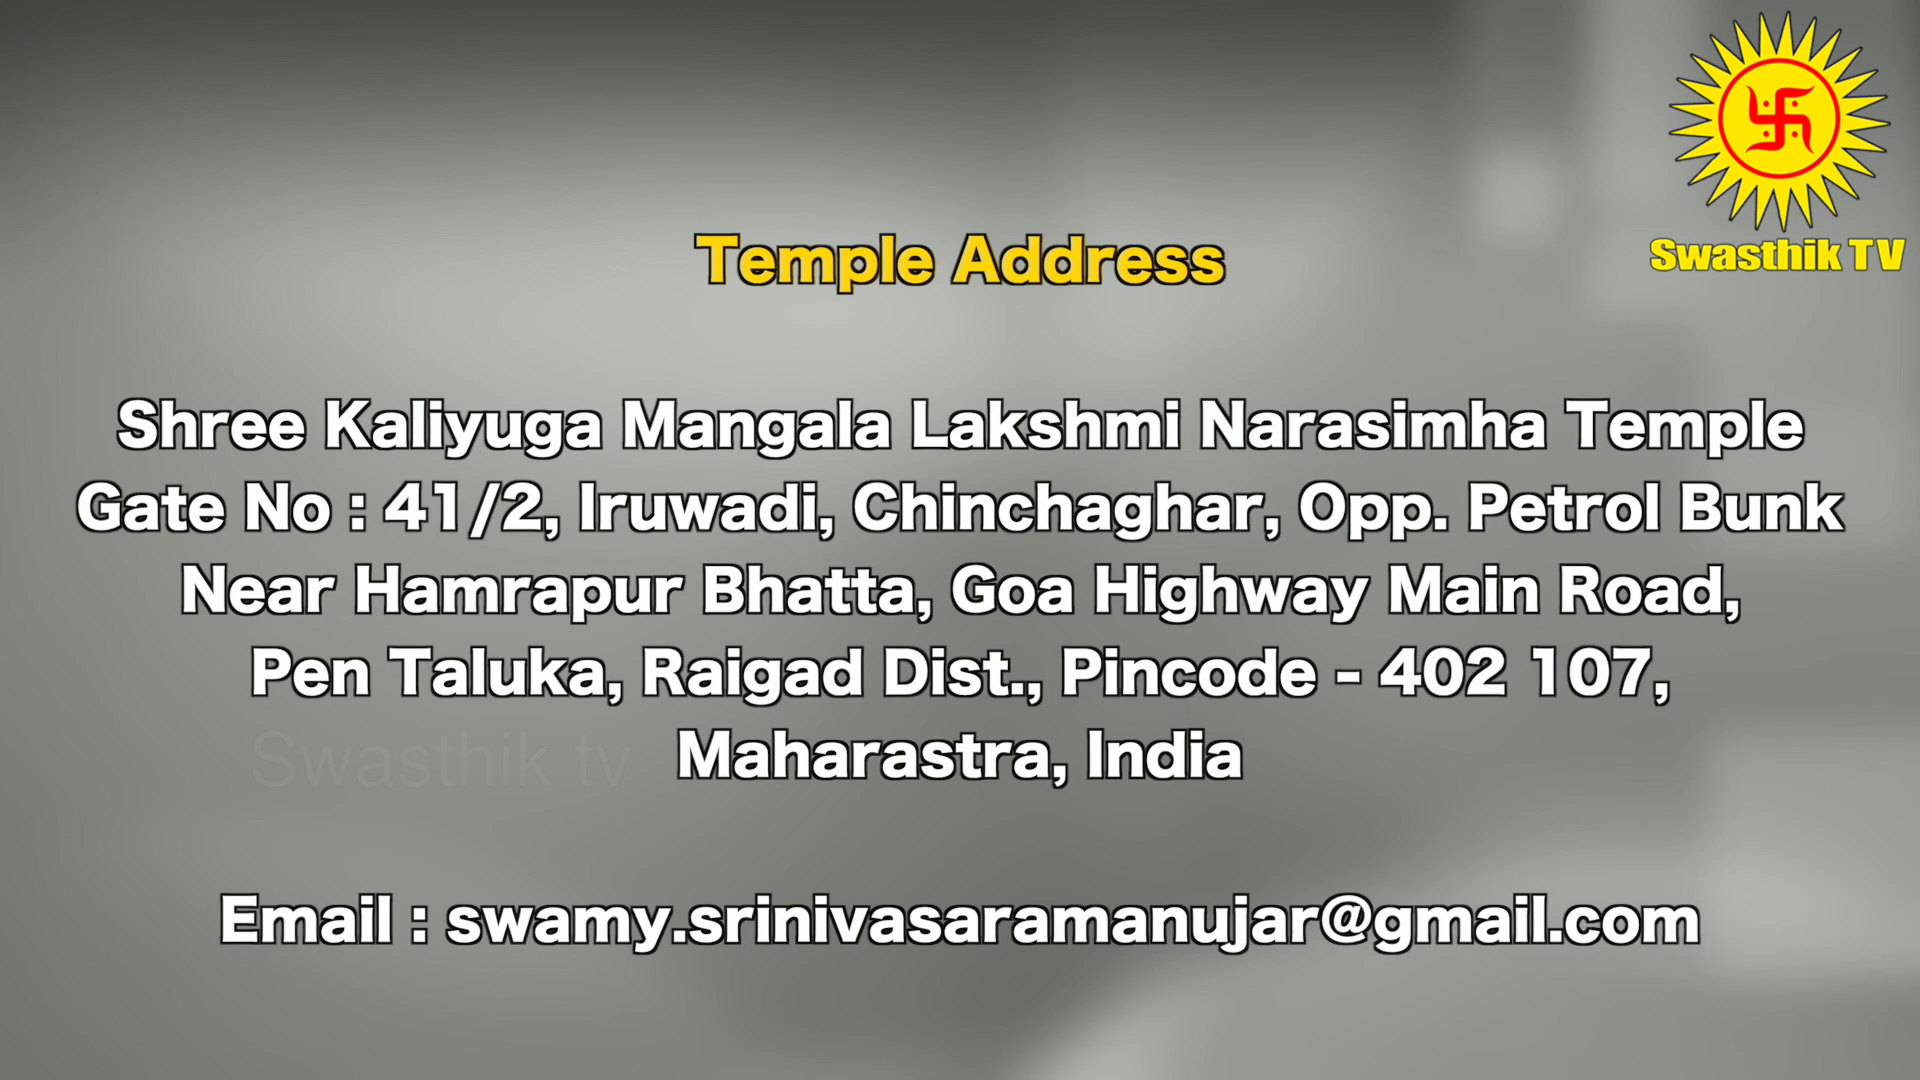 Swasthik TV
Temple Address
Shree Kaliyuga Mangala Lakshmi Narasimha Temple
Gate No : 41/2, Iruwadi, Chinchaghar, Opp. Petrol Bunk
Near Hamrapur Bhatta, Goa Highway Main Road,
Pen Taluka, Raigad Dist., Pincode - 402 107,
Maharastra, India
Swasthik tv
Email : swamy.srinivasaramanujar@gmail.com